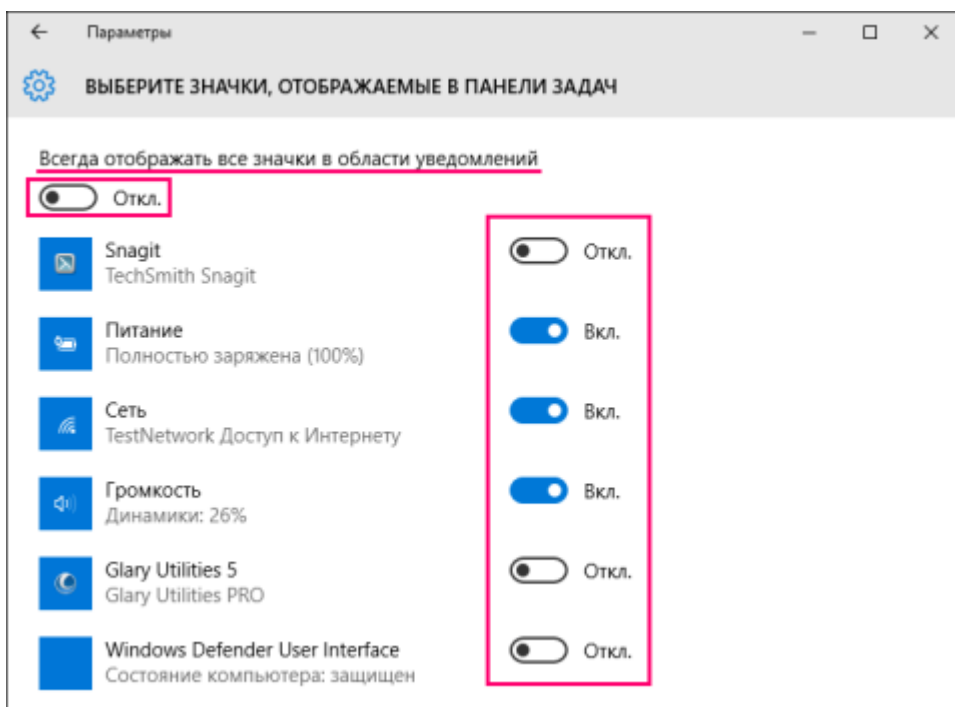 Параметры
ВЫБЕРИТЕ ЗНАЧКИ, ОТОБРАЖАЕМЫЕ В ПАНЕЛИ ЗАДАЧ
Всегда отображать все значки в области уведомлений
Откл.
Snagit Откл.
TechSmith Snagit
Питание Вкл.
Полностью заряжена (100%)
Сеть Вкл.
TestNetwork Доступ к Интернету
Громкость Вкл.
Динамики: 26%
Glary Utilities 5 Откл.
Glary Utilities PRO
Windows Defender User Interface Откл.
Состояние компьютера: защищен